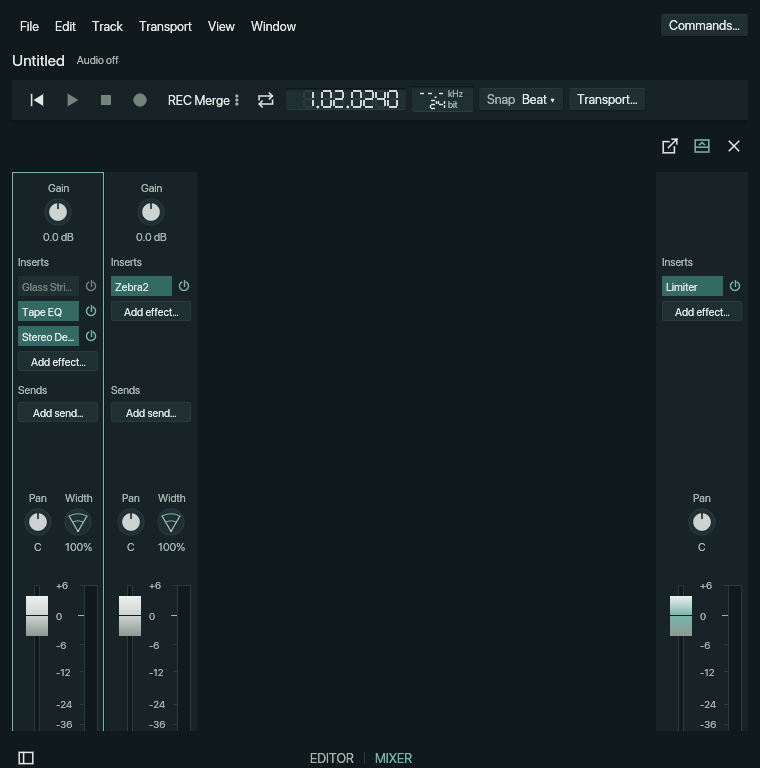 File Edit Track Transport View Window Commands...
Untitled Audio off
REC Merge 1.02.0240 --.- kHz
24 bit
Snap Beat Transport...
Gain Gain
0.0 dB 0.0 dB
Inserts Inserts Inserts
Glass Stri... Zebra2 Limiter
Tape EQ Add effect... Add effect...
Stereo De...
Add effect...
Sends Sends
Add send... Add send...
Pan Width Pan Width Pan
C 100% C 100% C
+6 +6 +6
0 0 0
-6 -6 -6
-12 -12 -12
-24 -24 -24
-36 -36 -36
EDITOR MIXER